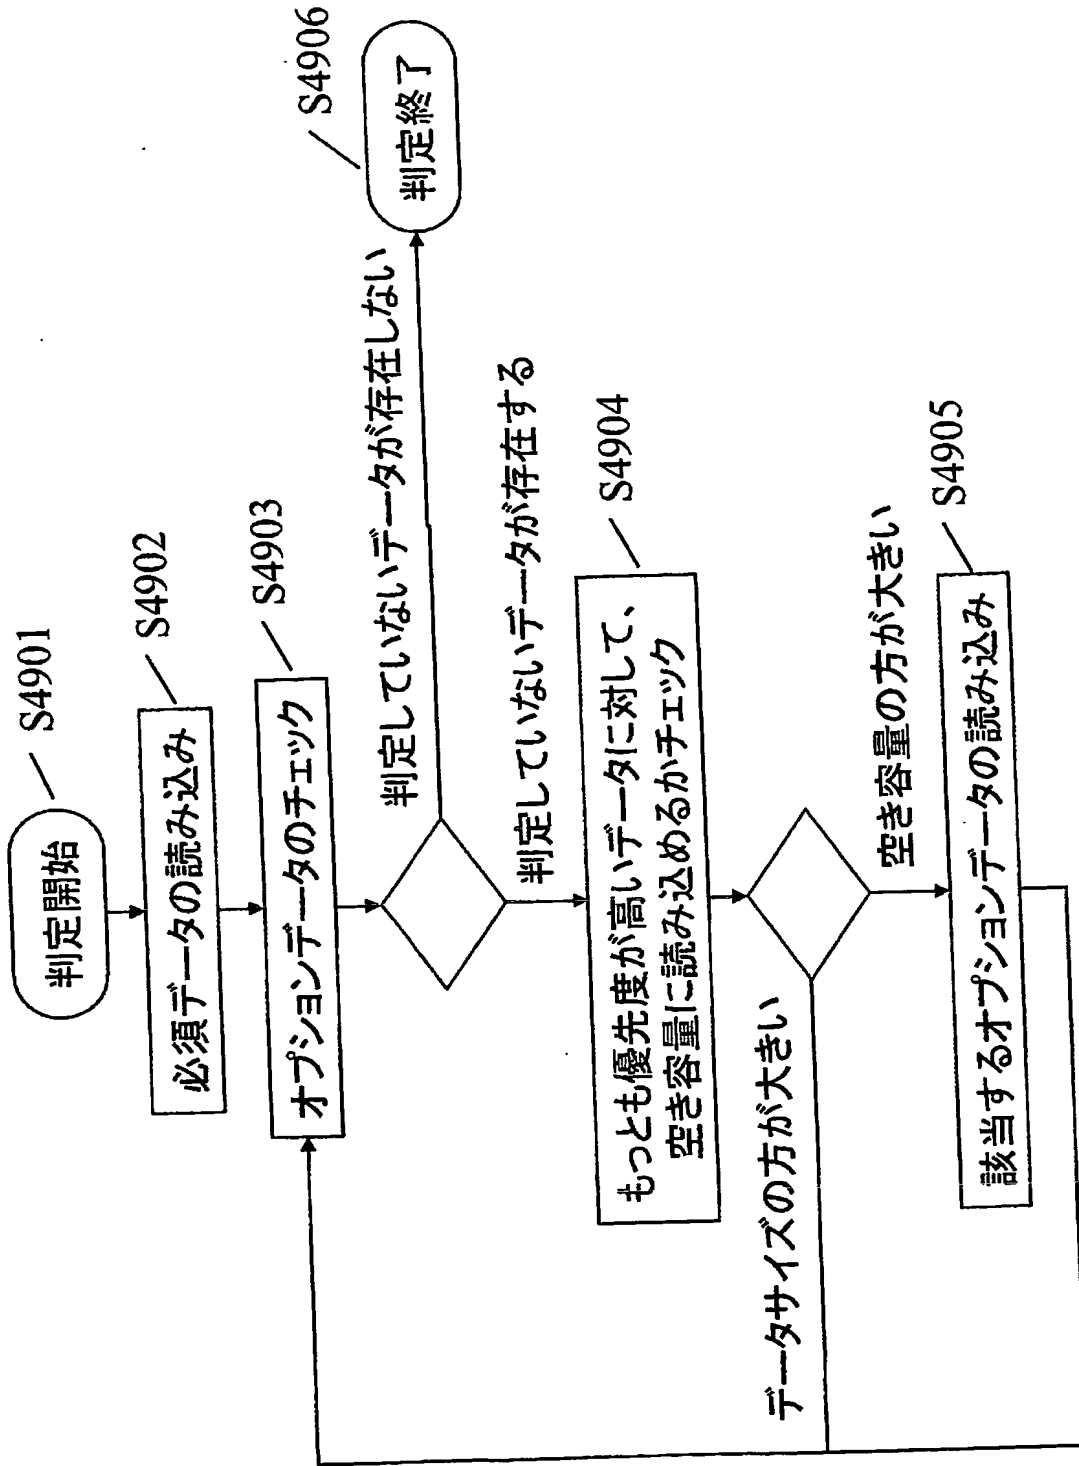 S4901
判定開始
S4902
必須データの読み込み
S4903
オプションデータのチェック
判定していないデータが存在しない
S4906
判定終了
判定していないデータが存在する
S4904
もっとも優先度が高いデータに対して、
空き容量に読み込めるかチェック
データサイズの方が大きい
空き容量の方が大きい
S4905
該当するオプションデータの読み込み